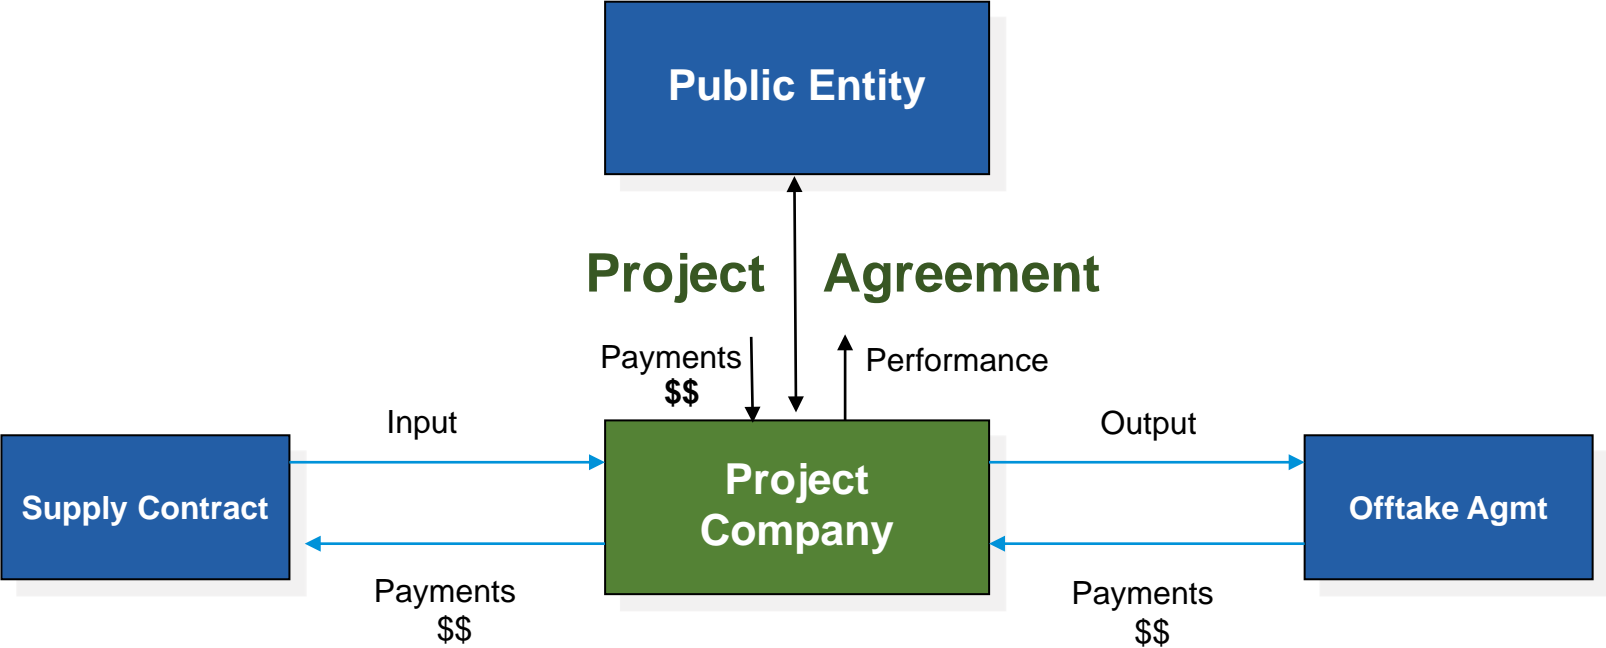 Public Entity
Project Agreement
Payments
$$
Performance
Input
Output
Supply Contract
Project
Company
Offtake Agmt
Payments
$$
Payments
$$